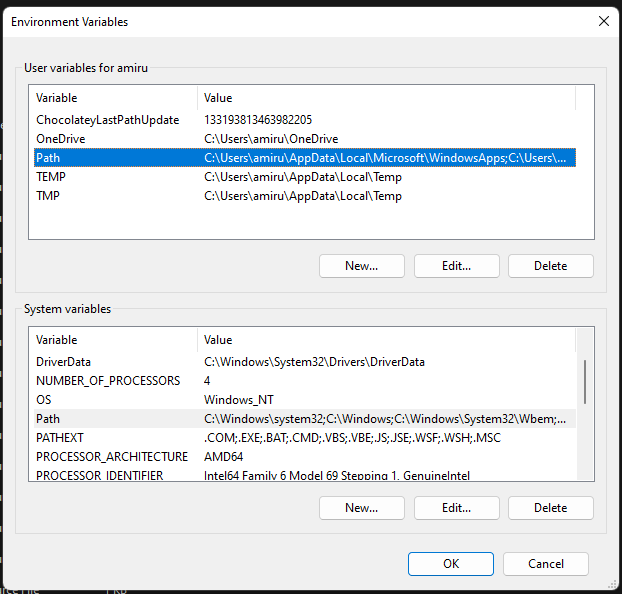 Environment Variables
User variables for amiru
Variable Value
ChocolateyLastPathUpdate 133193813463982205
OneDrive C:\Users\amiru\OneDrive
Path C:\Users\amiru\AppData\Local\Microsoft\WindowsApps;C:\Users\...
TEMP C:\Users\amiru\AppData\Local\Temp
TMP C:\Users\amiru\AppData\Local\Temp
New... Edit... Delete
System variables
Variable Value
DriverData C:\Windows\System32\Drivers\DriverData
NUMBER_OF_PROCESSORS 4
OS Windows_NT
Path C:\Windows\system32;C:\Windows;C:\Windows\System32\Wbem;...
PATHEXT .COM;.EXE;.BAT;.CMD;.VBS;.VBE;.JS;.JSE;.WSF;.WSH;.MSC
PROCESSOR_ARCHITECTURE AMD64
PROCESSOR_IDENTIFIER Intel64 Family 6 Model 69 Stepping 1, GenuineIntel
New... Edit... Delete
OK Cancel